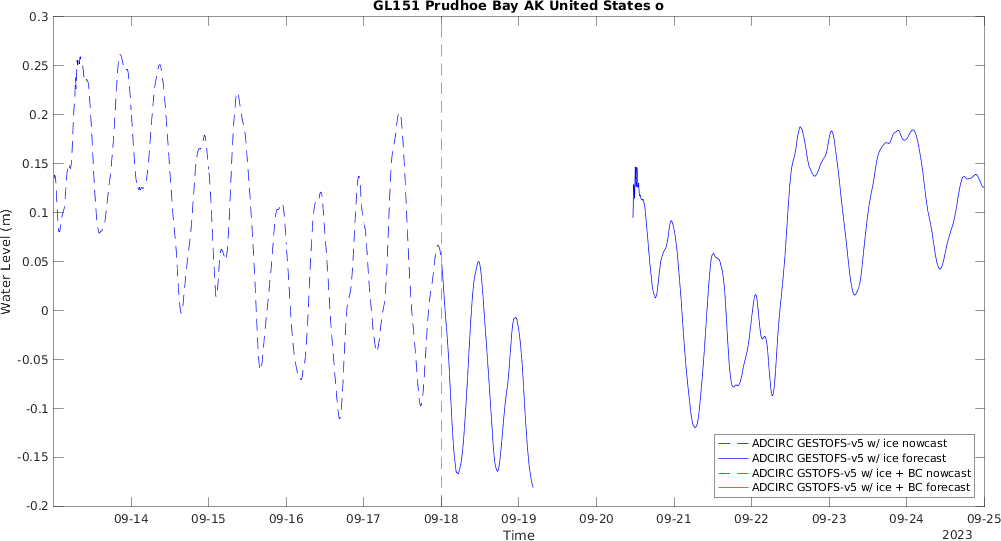 GL151 Prudhoe Bay AK United States o
0.3
0.25
0.2
0.15
0.1
0.05
0
-0.05
-0.1
-0.15
-0.2
Water Level (m)
ADCIRC GESTOFS-v5 w/ ice nowcast
ADCIRC GESTOFS-v5 w/ ice forecast
ADCIRC GSTOFS-v5 w/ ice + BC nowcast
ADCIRC GSTOFS-v5 w/ ice + BC forecast
09-14 09-15 09-16 09-17 09-18 09-19 09-20 09-21 09-22 09-23 09-24 09-25
Time
2023